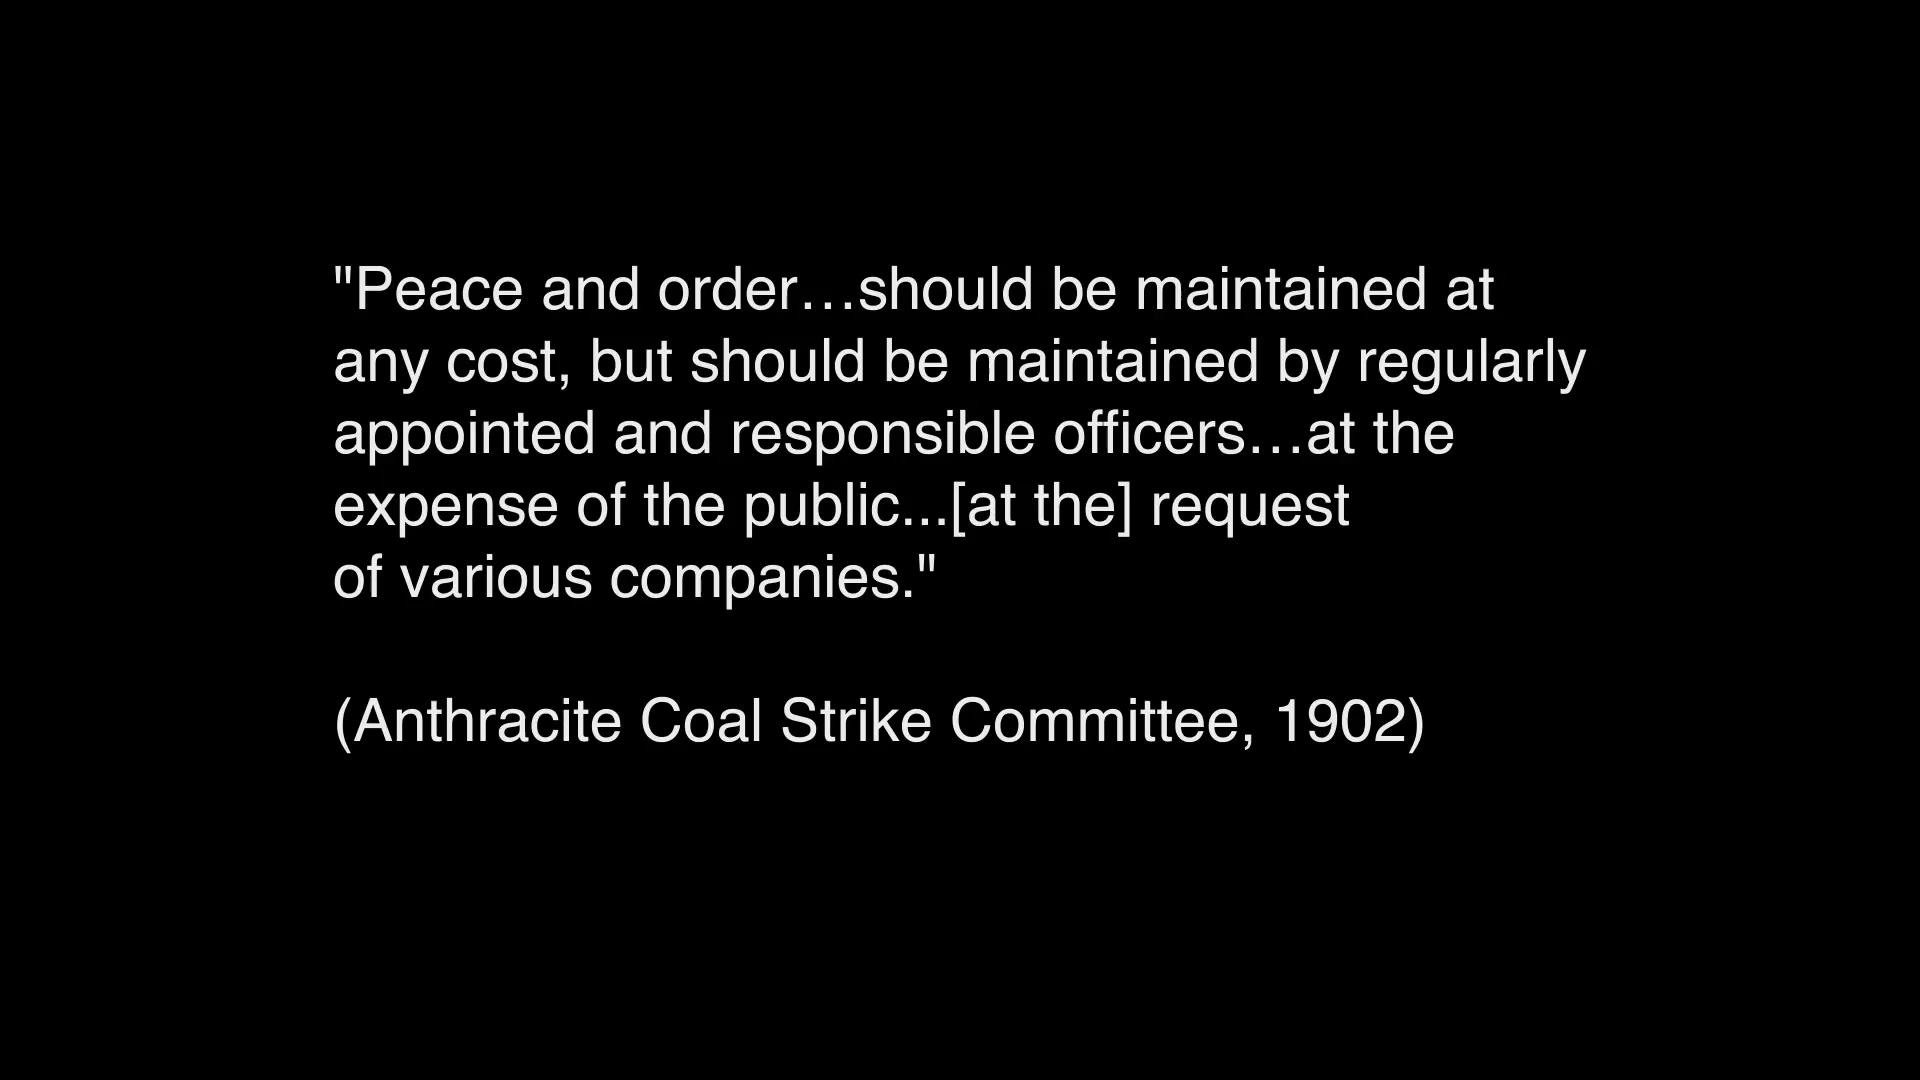 "Peace and order…should be maintained at
any cost, but should be maintained by regularly
appointed and responsible officers…at the
expense of the public...[at the] request
of various companies."
(Anthracite Coal Strike Committee, 1902)